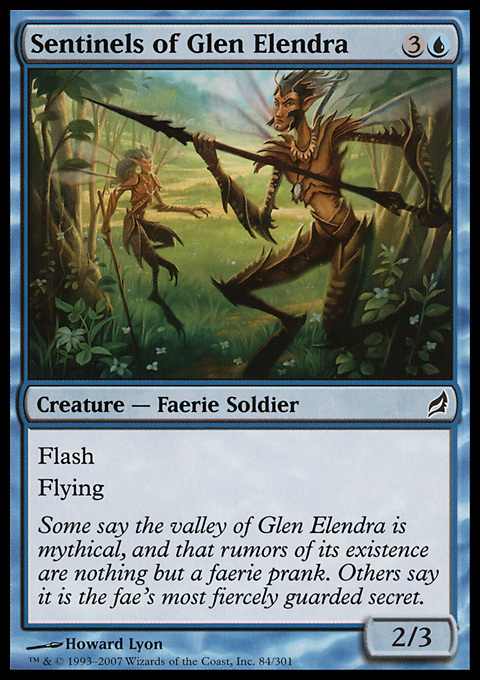 Sentinels of Glen Elendra 3
Creature — Faerie Soldier
Flash
Flying
Some say the valley of Glen Elendra is
mythical, and that rumors of its existence
are nothing but a faerie prank. Others say
it is the fae's most fiercely guarded secret.
Howard Lyon
2/3
™ & © 1993–2007 Wizards of the Coast, Inc. 84/301